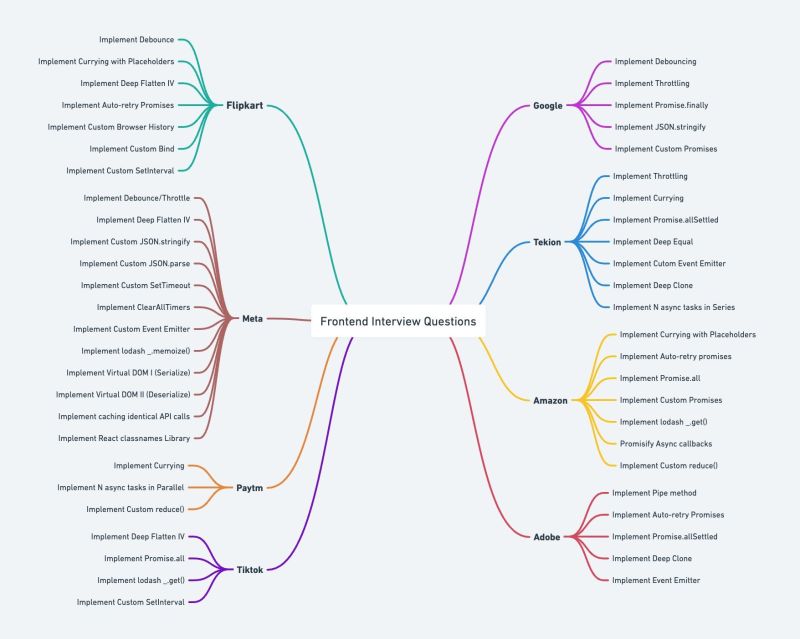 Frontend Interview Questions
Flipkart
Implement Debounce
Implement Currying with Placeholders
Implement Deep Flatten IV
Implement Auto-retry Promises
Implement Custom Browser History
Implement Custom Bind
Implement Custom SetInterval
Meta
Implement Debounce/Throttle
Implement Deep Flatten IV
Implement Custom JSON.stringify
Implement Custom JSON.parse
Implement Custom SetTimeout
Implement ClearAllTimers
Implement Custom Event Emitter
Implement lodash _.memoize()
Implement Virtual DOM I (Serialize)
Implement Virtual DOM II (Deserialize)
Implement caching identical API calls
Implement React classnames Library
Paytm
Implement Currying
Implement N async tasks in Parallel
Implement Custom reduce()
Tiktok
Implement Deep Flatten IV
Implement Promise.all
Implement lodash _.get()
Implement Custom SetInterval
Google
Implement Debouncing
Implement Throttling
Implement Promise.finally
Implement JSON.stringify
Implement Custom Promises
Tekion
Implement Throttling
Implement Currying
Implement Promise.allSettled
Implement Deep Equal
Implement Cutom Event Emitter
Implement Deep Clone
Implement N async tasks in Series
Amazon
Implement Currying with Placeholders
Implement Auto-retry promises
Implement Promise.all
Implement Custom Promises
Implement lodash _.get()
Promisify Async callbacks
Implement Custom reduce()
Adobe
Implement Pipe method
Implement Auto-retry Promises
Implement Promise.allSettled
Implement Deep Clone
Implement Event Emitter